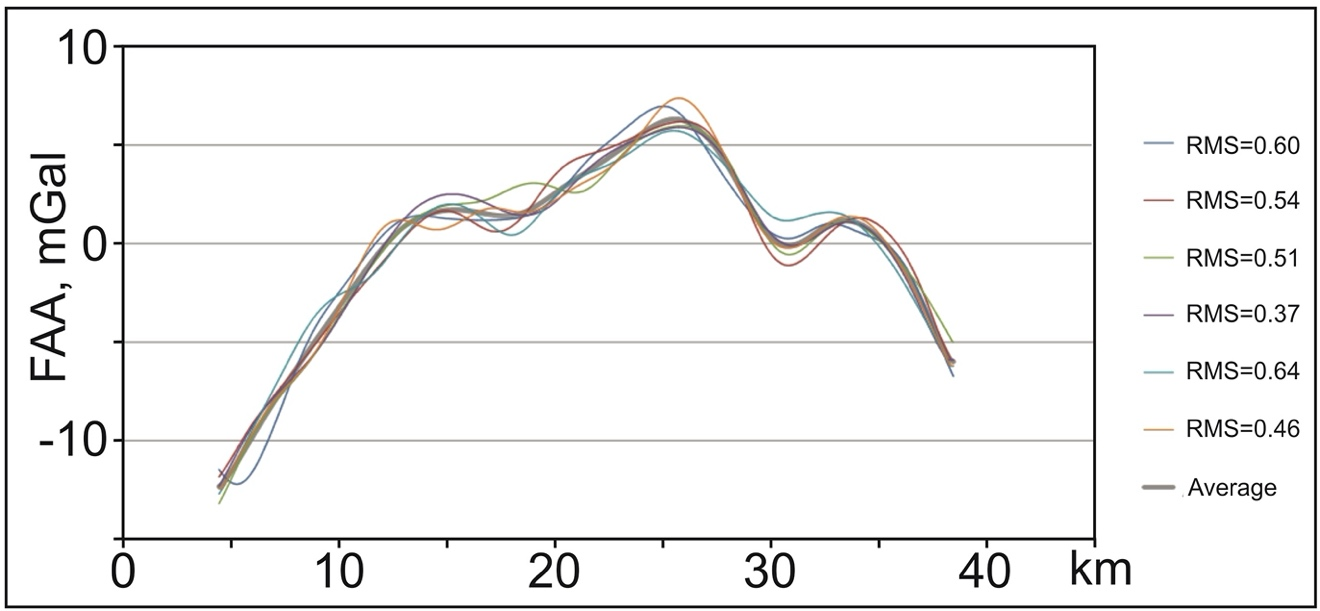 10
0
-10
FAA, mGal
0 10 20 30 40 km
RMS=0.60
RMS=0.54
RMS=0.51
RMS=0.37
RMS=0.64
RMS=0.46
Average